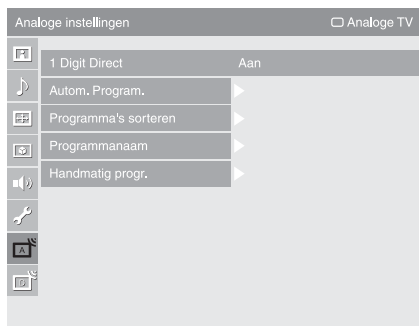 Analoge instellingen Analoge TV
1 Digit Direct Aan
Autom. Program.
Programma's sorteren
Programmanaam
Handmatig progr.
A
D